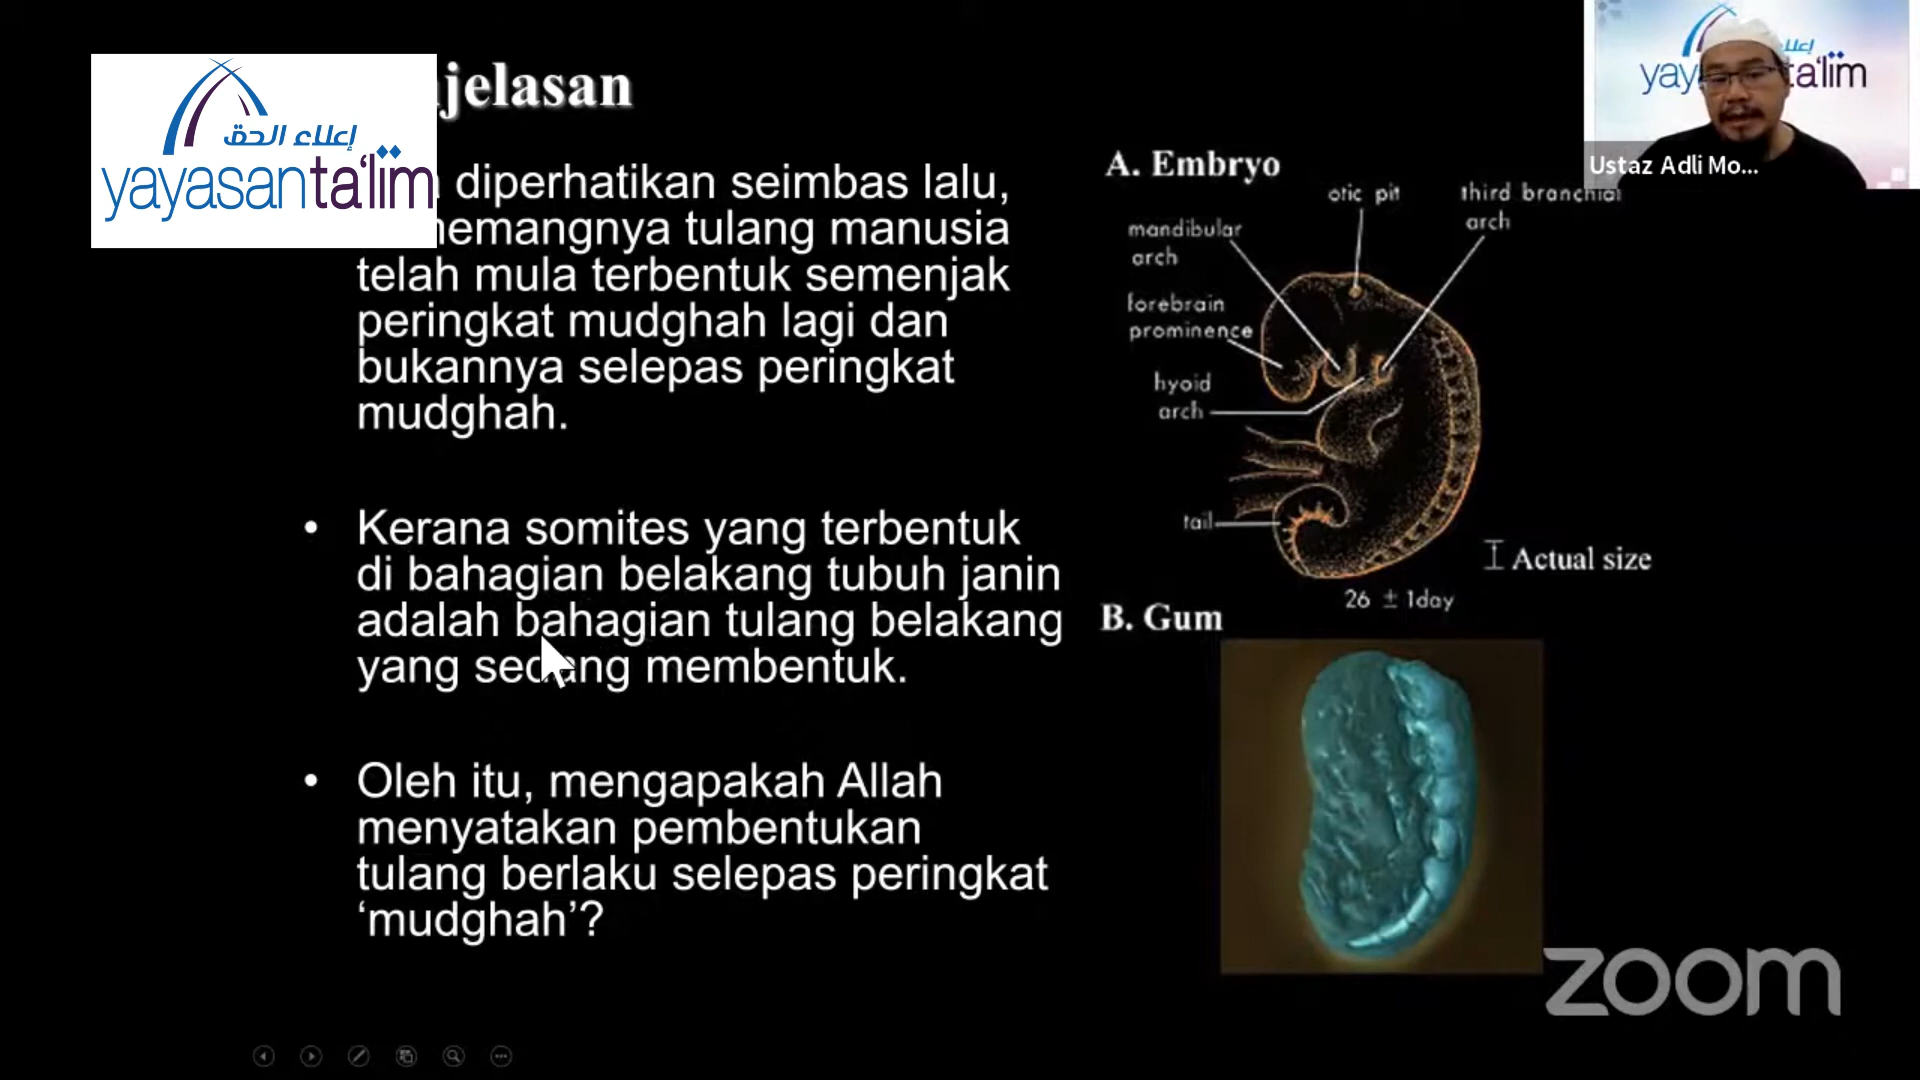 إعلاء الحق
yayasanta'lim
jelasan
diperhatikan seimbas lalu,
memangnya tulang manusia
telah mula terbentuk semenjak
peringkat mudghah lagi dan
bukannya selepas peringkat
mudghah.
• Kerana somites yang terbentuk
di bahagian belakang tubuh janin
adalah bahagian tulang belakang
yang sedang membentuk.
• Oleh itu, mengapakah Allah
menyatakan pembentukan
tulang berlaku selepas peringkat
‘mudghah’?
A. Embryo
otic pit
third branchial
arch
mandibular
arch
forebrain
prominence
hyoid
arch
tail
Actual size
26 ± 1day
B. Gum
Ustaz Adli Mo...
zoom